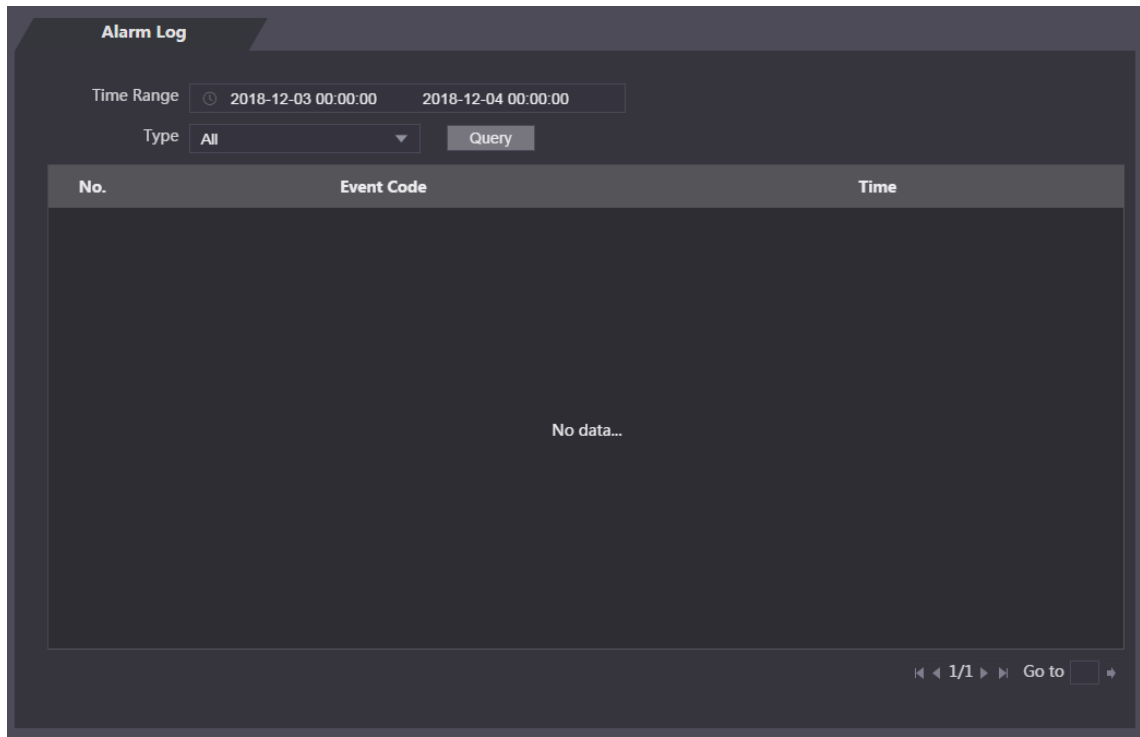 Alarm Log
Time Range 2018-12-03 00:00:00 2018-12-04 00:00:00
Type All Query
No. Event Code Time
No data...
1/1 Go to